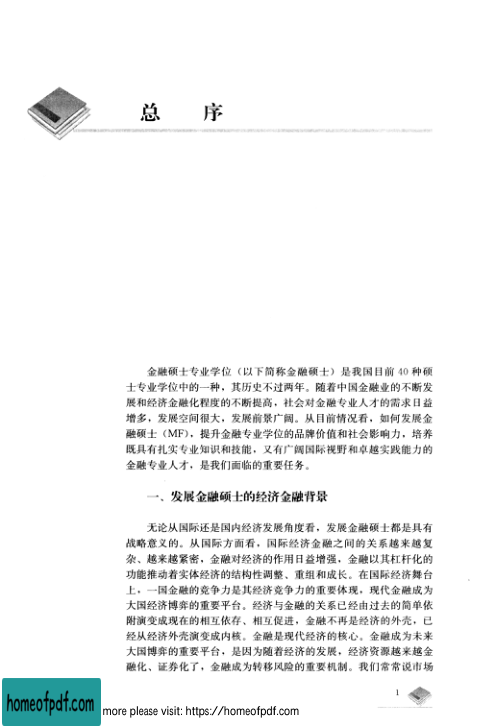 总 序
金融硕士专业学位（以下简称金融硕士）是我国目前 40 种硕
士专业学位中的一种，其历史不过两年。随着中国金融业的不断发
展和经济金融化程度的不断提高，社会对金融专业人才的需求日益
增多，发展空间很大，发展前景广阔。从目前情况看，如何发展金
融硕士（MF），提升金融专业学位的品牌价值和社会影响力，培养
既具有扎实专业知识和技能，又有广阔国际视野和卓越实践能力的
金融专业人才，是我们面临的重要任务。
一、发展金融硕士的经济金融背景
无论从国际还是国内经济发展角度看，发展金融硕士都是具有
战略意义的。从国际方面看，国际经济金融之间的关系越来越复
杂、越来越紧密，金融对经济的作用日益增强，金融以其杠杆化的
功能推动着实体经济的结构性调整、重组和成长。在国际经济舞台
上，一国金融的竞争力是其经济竞争力的重要体现，现代金融成为
大国经济博弈的重要平台。经济与金融的关系已经由过去的简单依
附演变成现在的相互依存、相互促进，金融不再是经济的外壳，已
经从经济外壳演变成内核。金融是现代经济的核心。金融成为未来
大国博弈的重要平台，是因为随着经济的发展，经济资源越来越金
融化、证券化了，金融成为转移风险的重要机制。我们常常说市场
1
homeofpdf.com
more please visit: https://homeofpdf.com